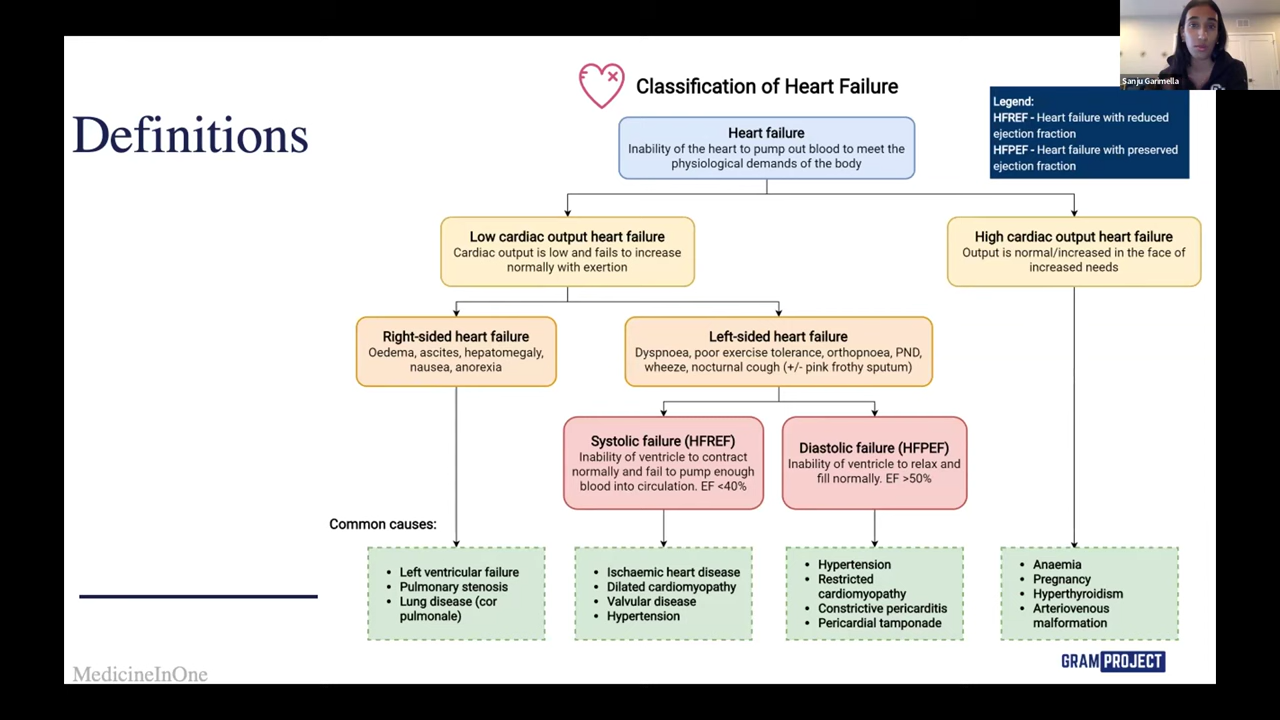 Sanju Garimella
Definitions
Classification of Heart Failure
Legend:
HFREF - Heart failure with reduced
ejection fraction
HFPEF - Heart failure with preserved
ejection fraction
Heart failure
Inability of the heart to pump out blood to meet the
physiological demands of the body
Low cardiac output heart failure
Cardiac output is low and fails to increase
normally with exertion
High cardiac output heart failure
Output is normal/increased in the face of
increased needs
Right-sided heart failure
Oedema, ascites, hepatomegaly,
nausea, anorexia
Left-sided heart failure
Dyspnoea, poor exercise tolerance, orthopnoea, PND,
wheeze, nocturnal cough (+/- pink frothy sputum)
Systolic failure (HFREF)
Inability of ventricle to contract
normally and fail to pump enough
blood into circulation. EF <40%
Diastolic failure (HFPEF)
Inability of ventricle to relax and
fill normally. EF >50%
Common causes:
• Left ventricular failure
• Pulmonary stenosis
• Lung disease (cor
pulmonale)
• Ischaemic heart disease
• Dilated cardiomyopathy
• Valvular disease
• Hypertension
• Hypertension
• Restricted
cardiomyopathy
• Constrictive pericarditis
• Pericardial tamponade
• Anaemia
• Pregnancy
• Hyperthyroidism
• Arteriovenous
malformation
MedicineInOne
GRAMPROJECT